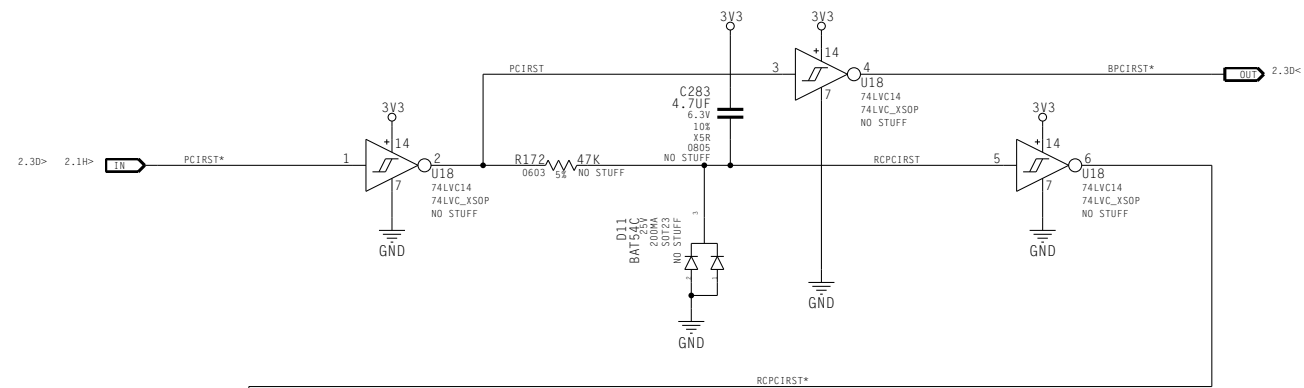 3V3
3V3
PCIRST
3
+
14
4
7
U18
74LVC14
74LVC_XSOP
NO STUFF
BPCIRST*
OUT
2.3D<
C283
4.7UF
6.3V
10%
X5R
0805
NO STUFF
2.3D>
2.1H>
IN
PCIRST*
3V3
1
+
14
2
7
U18
74LVC14
74LVC_XSOP
NO STUFF
GND
R172
47K
0603
5%
NO STUFF
RCPCIRST
3V3
5
+
14
6
7
U18
74LVC14
74LVC_XSOP
NO STUFF
GND
D11
BAT54C
25V
200MA
SOT23
NO STUFF
3
2
1
GND
GND
RCPCIRST*